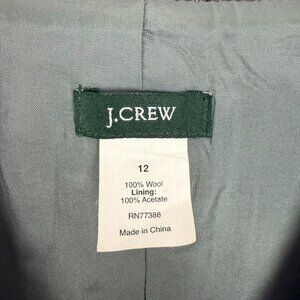 J.CREW
12
100% Wool
Lining:
100% Acetate
RN77388
Made in China